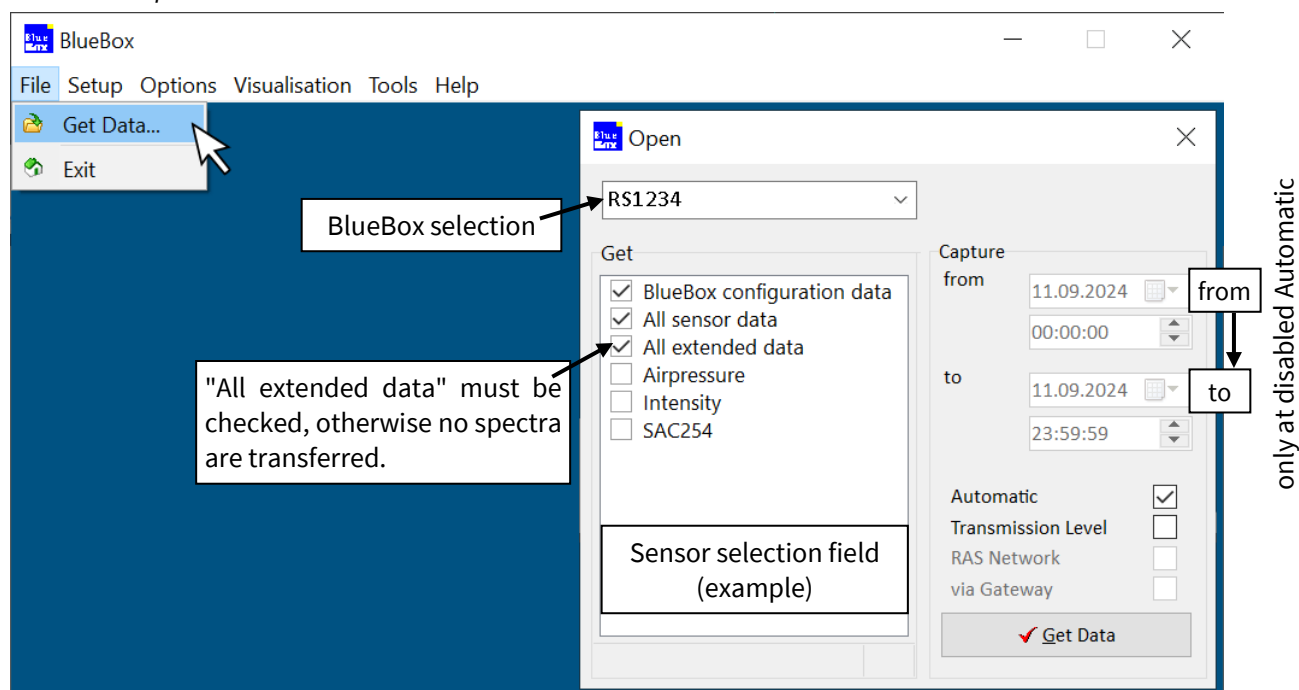 BlueBox
File Setup Options Visualisation Tools Help
Get Data...
Exit
Open
RS1234
BlueBox selection
Get
BlueBox configuration data
All sensor data
All extended data
Airpressure
Intensity
SAC254
"All extended data" must be
checked, otherwise no spectra
are transferred.
Sensor selection field
(example)
Capture
from
11.09.2024
00:00:00
to
11.09.2024
23:59:59
from
to
only at disabled Automatic
Automatic
Transmission Level
RAS Network
via Gateway
Get Data